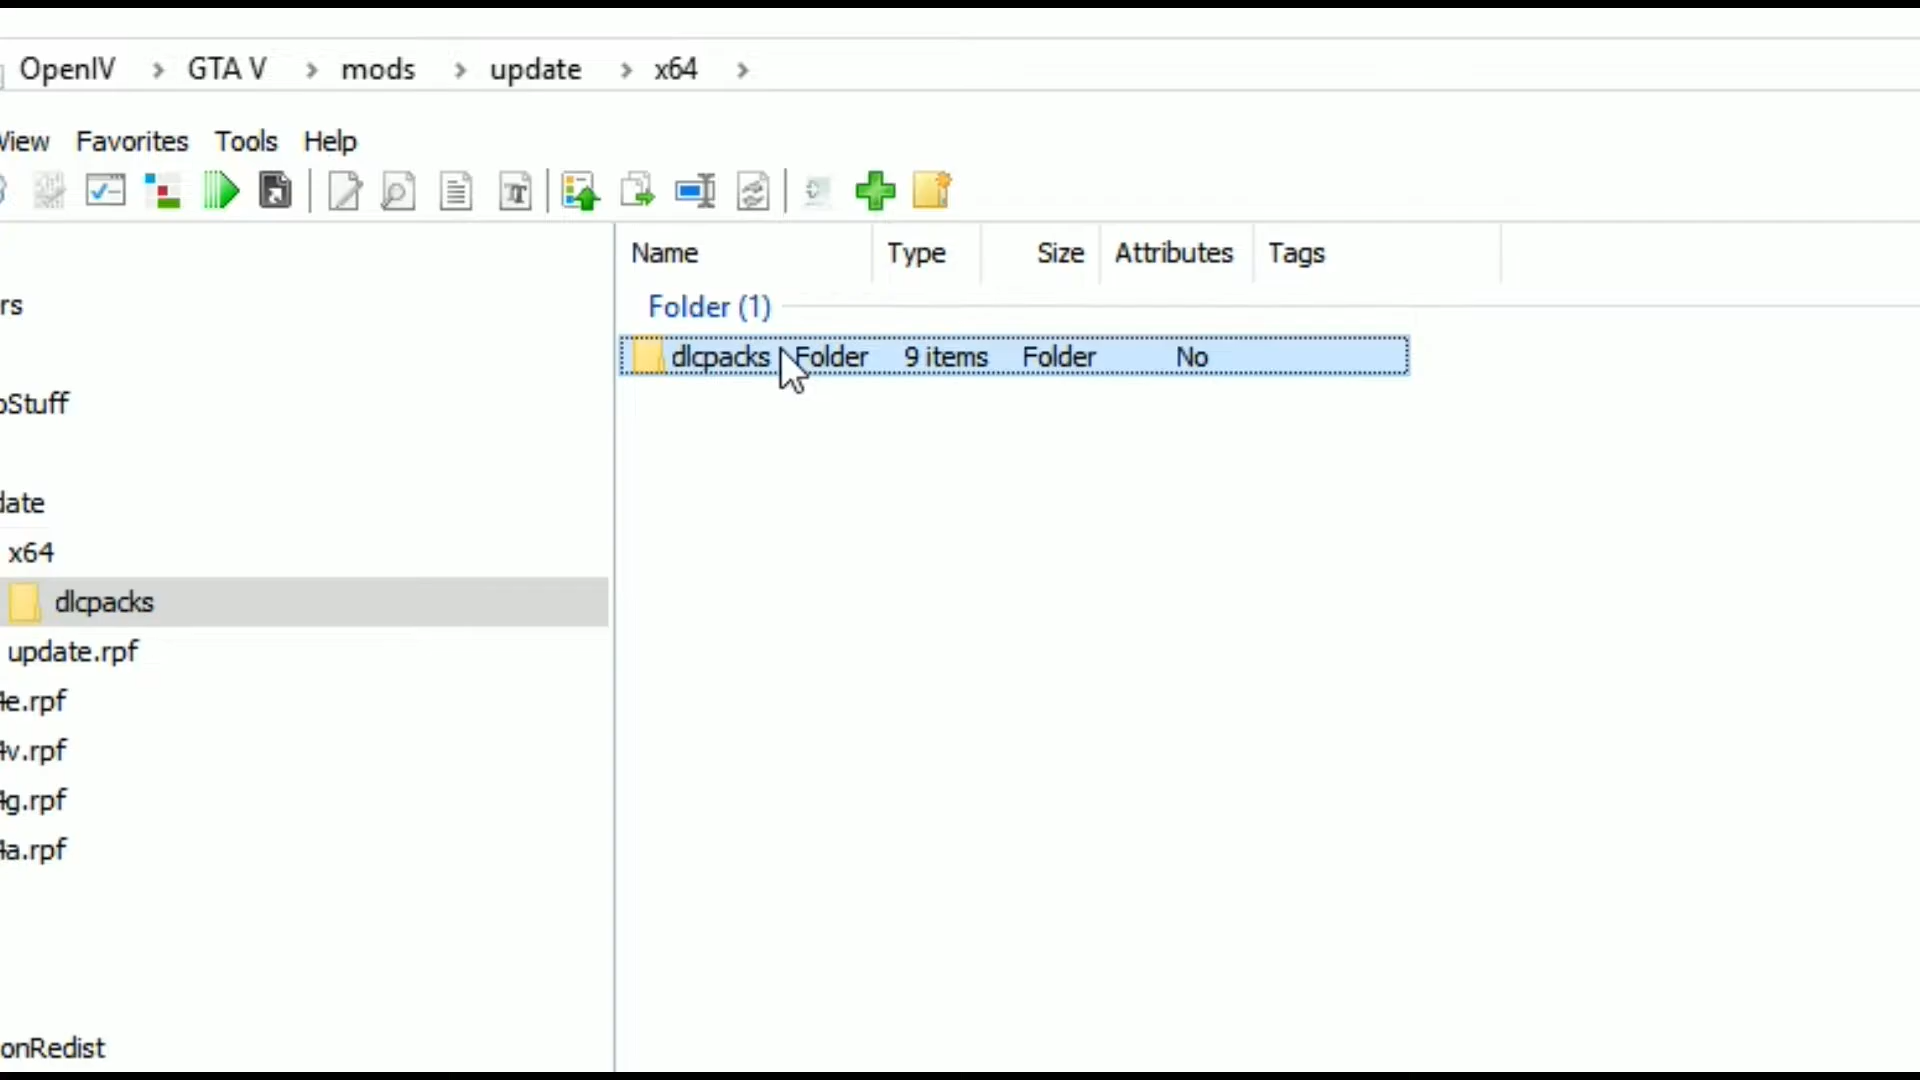 OpenIV > GTA V > mods > update > x64 >
View Favorites Tools Help
Name Type Size Attributes Tags
Folder (1)
dlcpacks Folder 9 items Folder No
rs
oStuff
date
x64
dlcpacks
update.rpf
4e.rpf
4v.rpf
4g.rpf
4a.rpf
onRedist